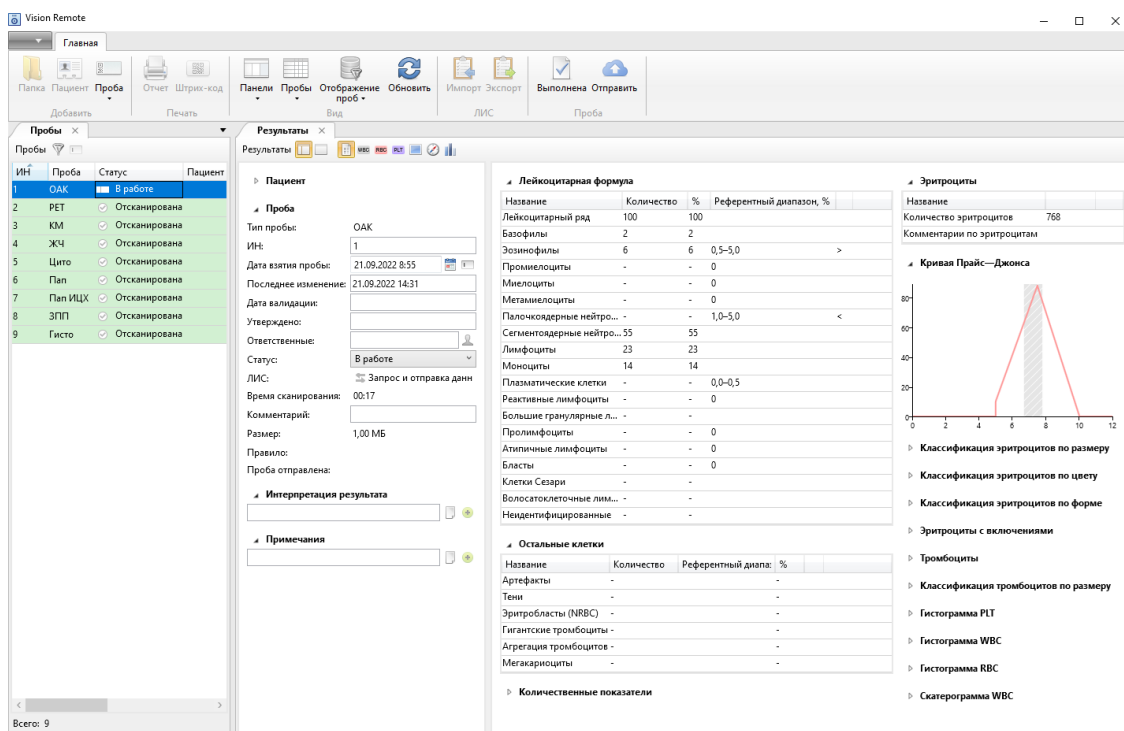 Vision Remote
Главная
Папка Пациент Проба Отчет Штрих-код Панели Пробы Отображение проб Обновить Импорт Экспорт Выполнена Отправить
Добавить Печать Вид ЛИС Проба
Пробы
Пробы
ИН Проба Статус Пациент
1 ОАК В работе
2 РЕТ Отсканирована
3 КМ Отсканирована
4 ЖЧ Отсканирована
5 Цито Отсканирована
6 Пап Отсканирована
7 Пап ИЦХ Отсканирована
8 ЗПП Отсканирована
9 Гисто Отсканирована
Всего: 9
Результаты
Результаты WBC RBC PLT
Пациент
Проба
Тип пробы: ОАК
ИН: 1
Дата взятия пробы: 21.09.2022 8:55
Последнее изменение: 21.09.2022 14:31
Дата валидации:
Утверждено:
Ответственные:
Статус: В работе
ЛИС: Запрос и отправка данн
Время сканирования: 00:17
Комментарий:
Размер: 1,00 МБ
Правило:
Проба отправлена:
Интерпретация результата
Примечания
Лейкоцитарная формула
Название Количество % Референтный диапазон, %
Лейкоцитарный ряд 100 100
Базофилы 2 2
Эозинофилы 6 6 0,5–5,0 >
Промиелоциты - - 0
Миелоциты - - 0
Метамиелоциты - - 0
Палочкоядерные нейтро... - - 1,0–5,0 <
Сегментоядерные нейтро... 55 55
Лимфоциты 23 23
Моноциты 14 14
Плазматические клетки - - 0,0–0,5
Реактивные лимфоциты - - 0
Большие гранулярные л... - -
Пролимфоциты - - 0
Атипичные лимфоциты - - 0
Бласты - - 0
Клетки Сезари - -
Волосатоклеточные лим... - -
Неидентифицированные - -
Остальные клетки
Название Количество Референтный диапа: %
Артефакты - -
Тени - -
Эритробласты (NRBC) - -
Гигантские тромбоциты - -
Агрегация тромбоцитов - -
Мегакариоциты - -
Количественные показатели
Эритроциты
Название
Количество эритроцитов 768
Комментарии по эритроцитам
Кривая Прайс—Джонса
80
60
40
20
0
0 2 4 6 8 10 12
Классификация эритроцитов по размеру
Классификация эритроцитов по цвету
Классификация эритроцитов по форме
Эритроциты с включениями
Тромбоциты
Классификация тромбоцитов по размеру
Гистограмма PLT
Гистограмма WBC
Гистограмма RBC
Скатерограмма WBC